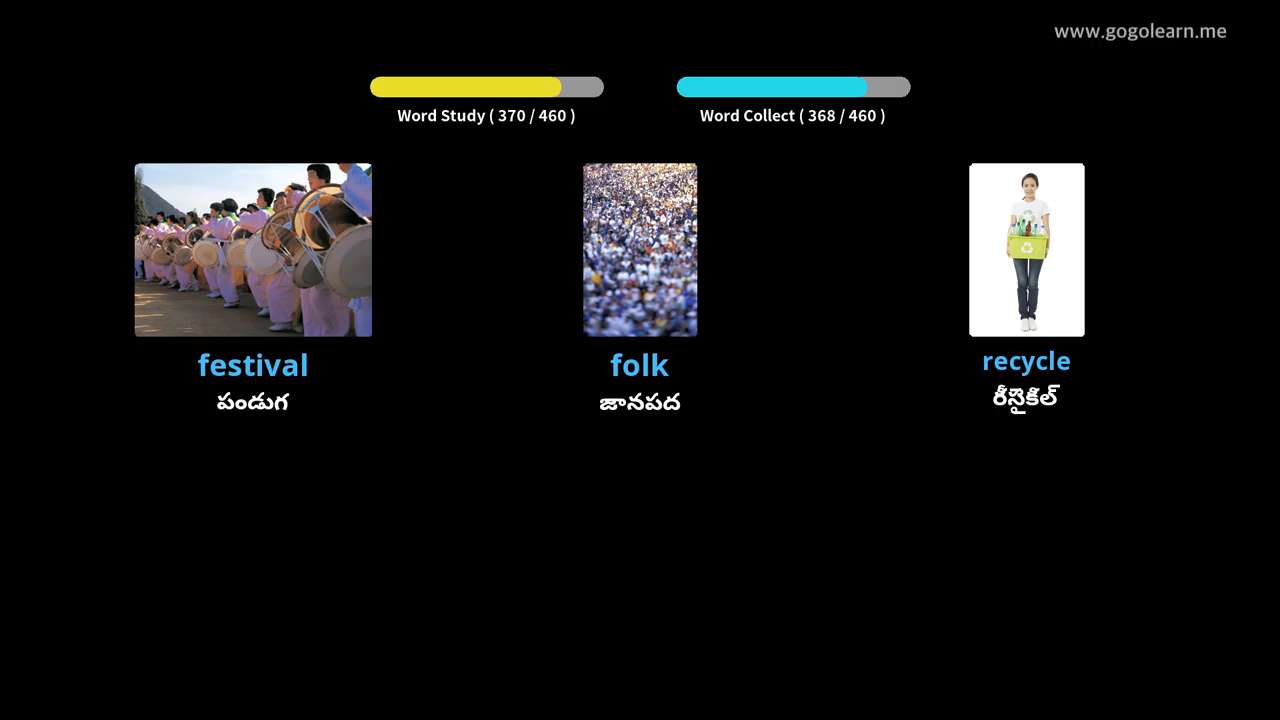 www.gogolearn.me
Word Study ( 370 / 460 )
Word Collect ( 368 / 460 )
festival
folk
recycle
పండుగ
జానపద
రీసైకిల్